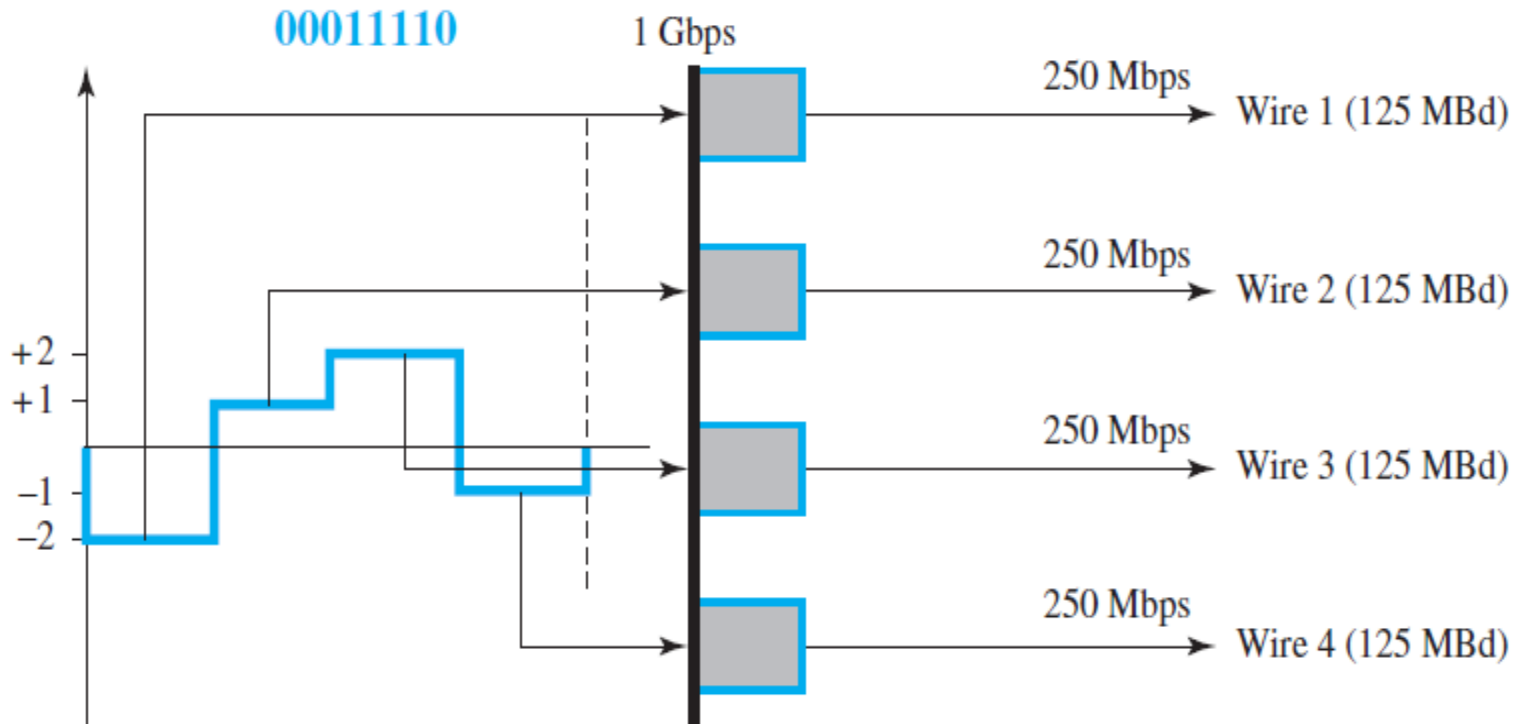 00011110
1 Gbps
250 Mbps
Wire 1 (125 MBd)
250 Mbps
Wire 2 (125 MBd)
+2
+1
250 Mbps
Wire 3 (125 MBd)
–1
–2
250 Mbps
Wire 4 (125 MBd)